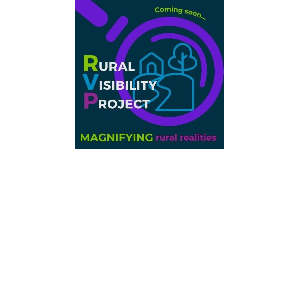 Coming soon...
RURAL
VISIBILITY
PROJECT
MAGNIFYING rural realities